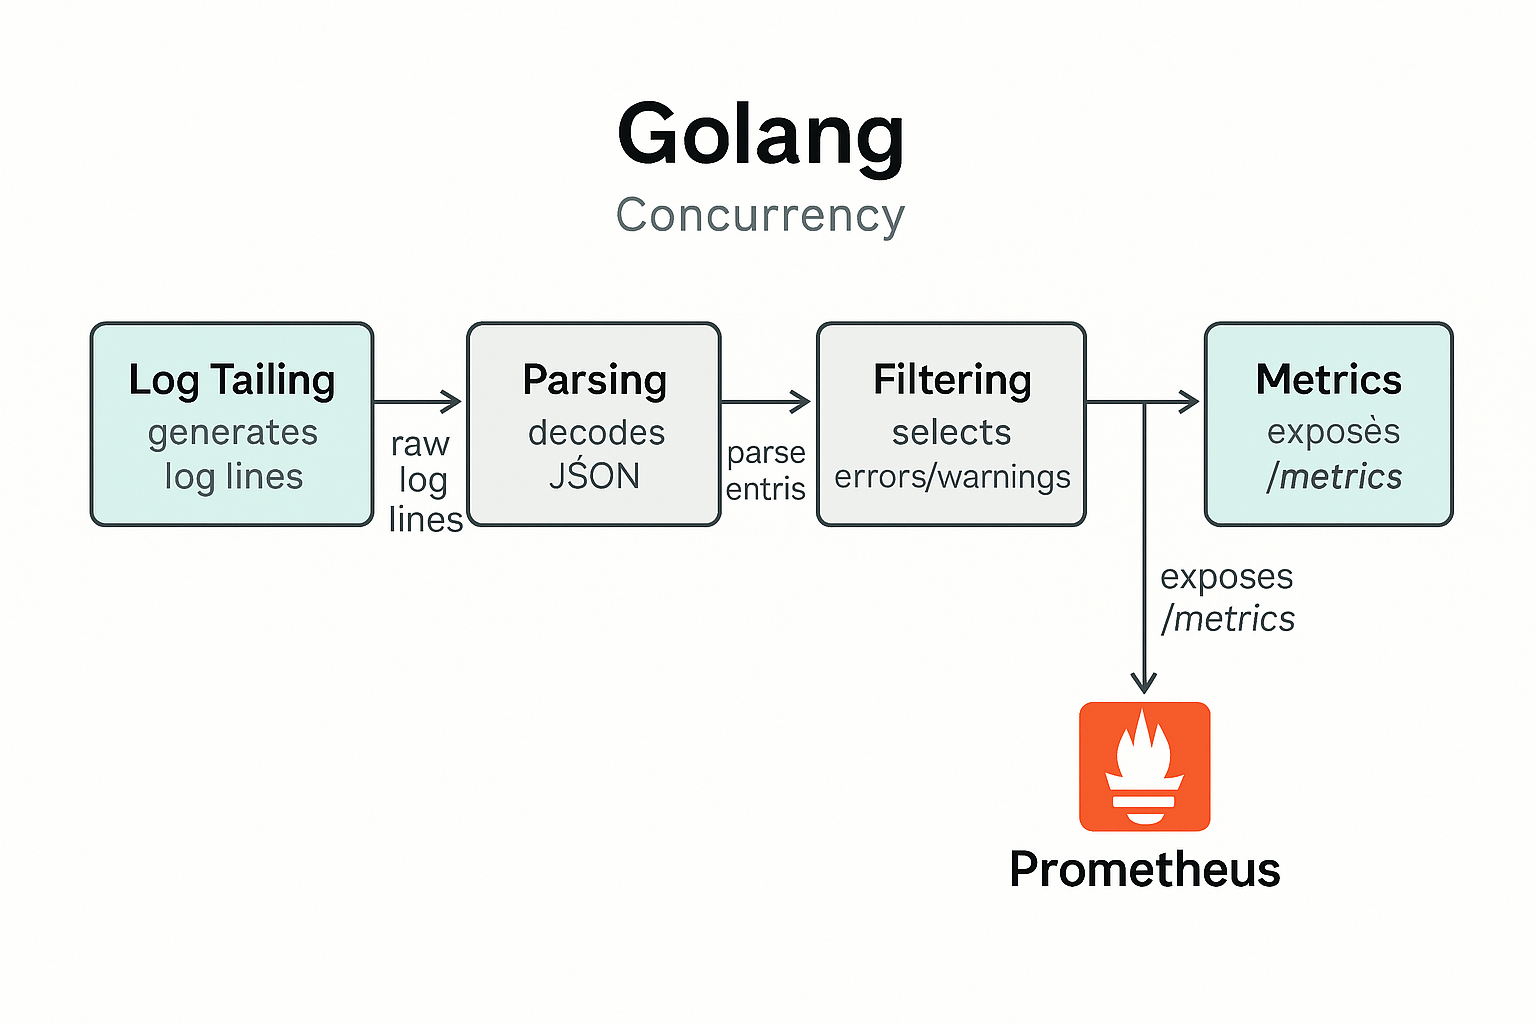 Golang
Concurrency
Log Tailing
generates
log lines
raw
log
lines
Parsing
decodes
JŚON
parse
entris
Filtering
selects
errors/warnings
Metrics
exposès
/metrics
exposes
/metrics
Prometheus